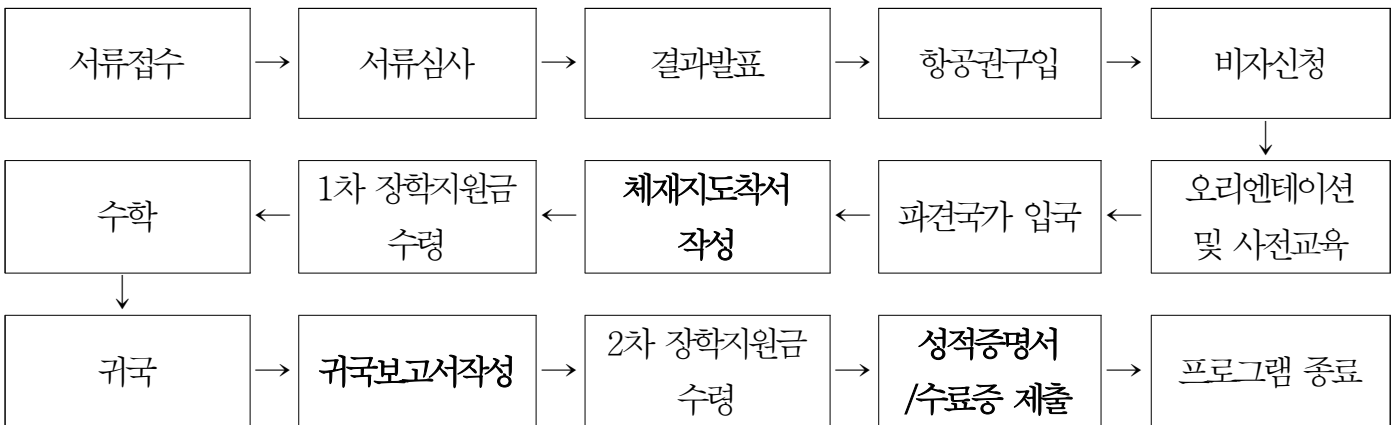 서류접수 → 서류심사 → 결과발표 → 항공권구입 → 비자신청
↓
오리엔테이션
및 사전교육
← 파견국가 입국
← 체재지도착서
작성
← 1차 장학지원금
수령
← 수학
↓
귀국 → 귀국보고서작성 → 2차 장학지원금
수령
→ 성적증명서
/수료증 제출
→ 프로그램 종료